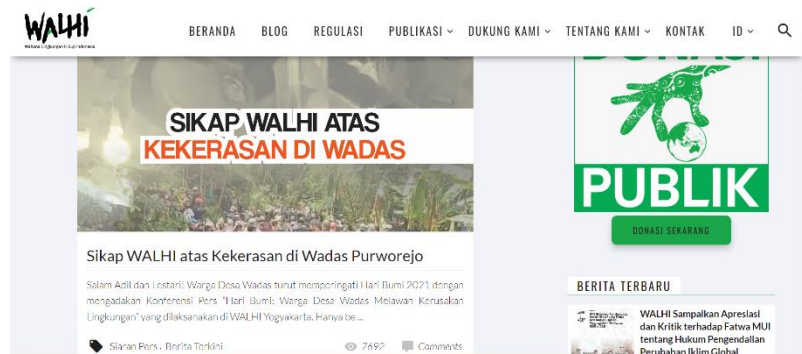 WALHI
BERANDA BLOG REGULASI PUBLIKASI DUKUNG KAMI TENTANG KAMI KONTAK ID
SIKAP WALHI ATAS
KEKERASAN DI WADAS
Sikap WALHI atas Kekerasan di Wadas Purworejo
Salam Adil dan Lestari: Warga Desa Wadas turut memperingati Hari Bumi 2021 dengan
mengadakan Konferensi Pers "Hari Bumi: Warga Desa Wadas Melawan Kerusakan
Lingkungan" yang dilaksanakan di WALHI Yogyakarta. Hanya be ...
Siaran Pers - Berita Terkini 7692 Comments
DONASI
PUBLIK
DONASI SEKARANG
BERITA TERBARU
WALHI Sampaikan Apresiasi
dan Kritik terhadap Fatwa MUI
tentang Hukum Pengendalian
Perubahan Iklim Global